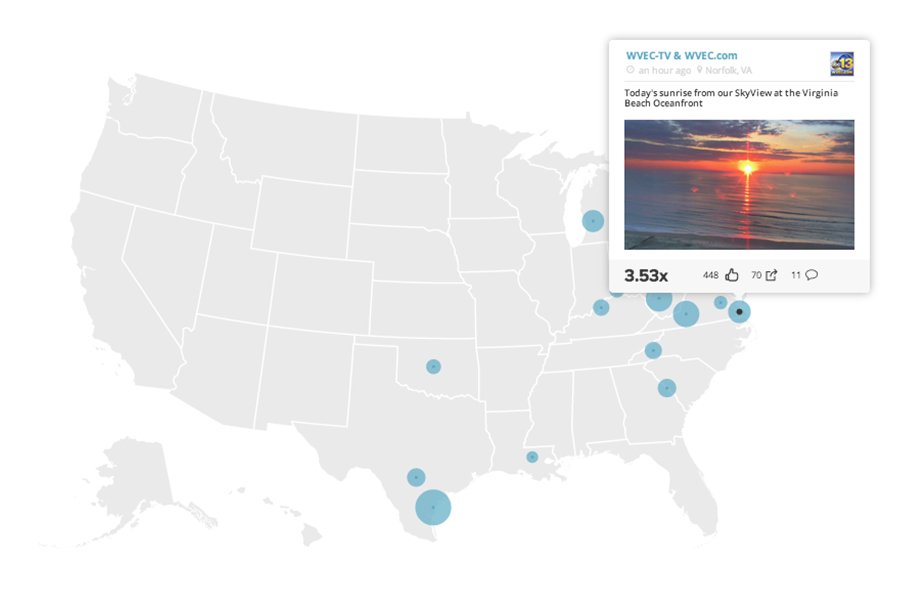 WVEC-TV & WVEC.com
an hour ago Norfolk, VA
13
Today's sunrise from our SkyView at the Virginia
Beach Oceanfront
3.53x 448 70 11